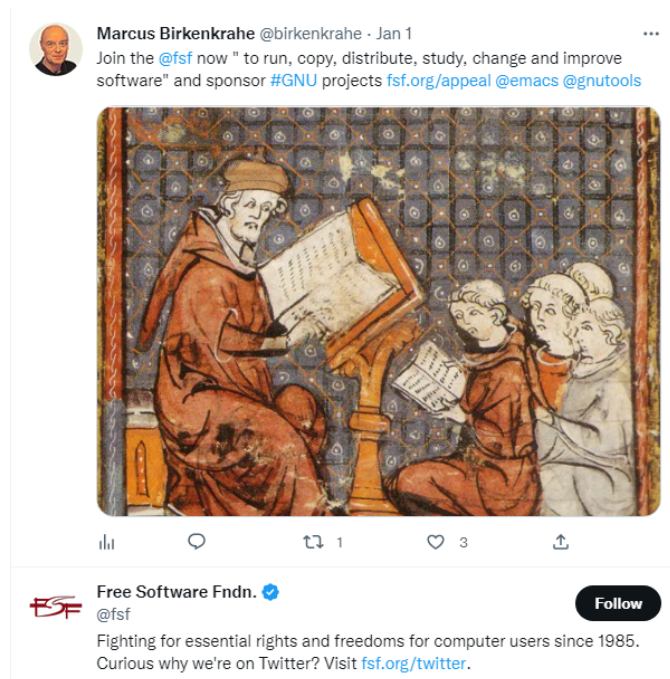 Marcus Birkenkrahe @birkenkrahe · Jan 1
Join the @fsf now " to run, copy, distribute, study, change and improve
software" and sponsor #GNU projects fsf.org/appeal @emacs @gnutools
1
3
FSF
Free Software Fndn.
@fsf
Follow
Fighting for essential rights and freedoms for computer users since 1985.
Curious why we're on Twitter? Visit fsf.org/twitter.